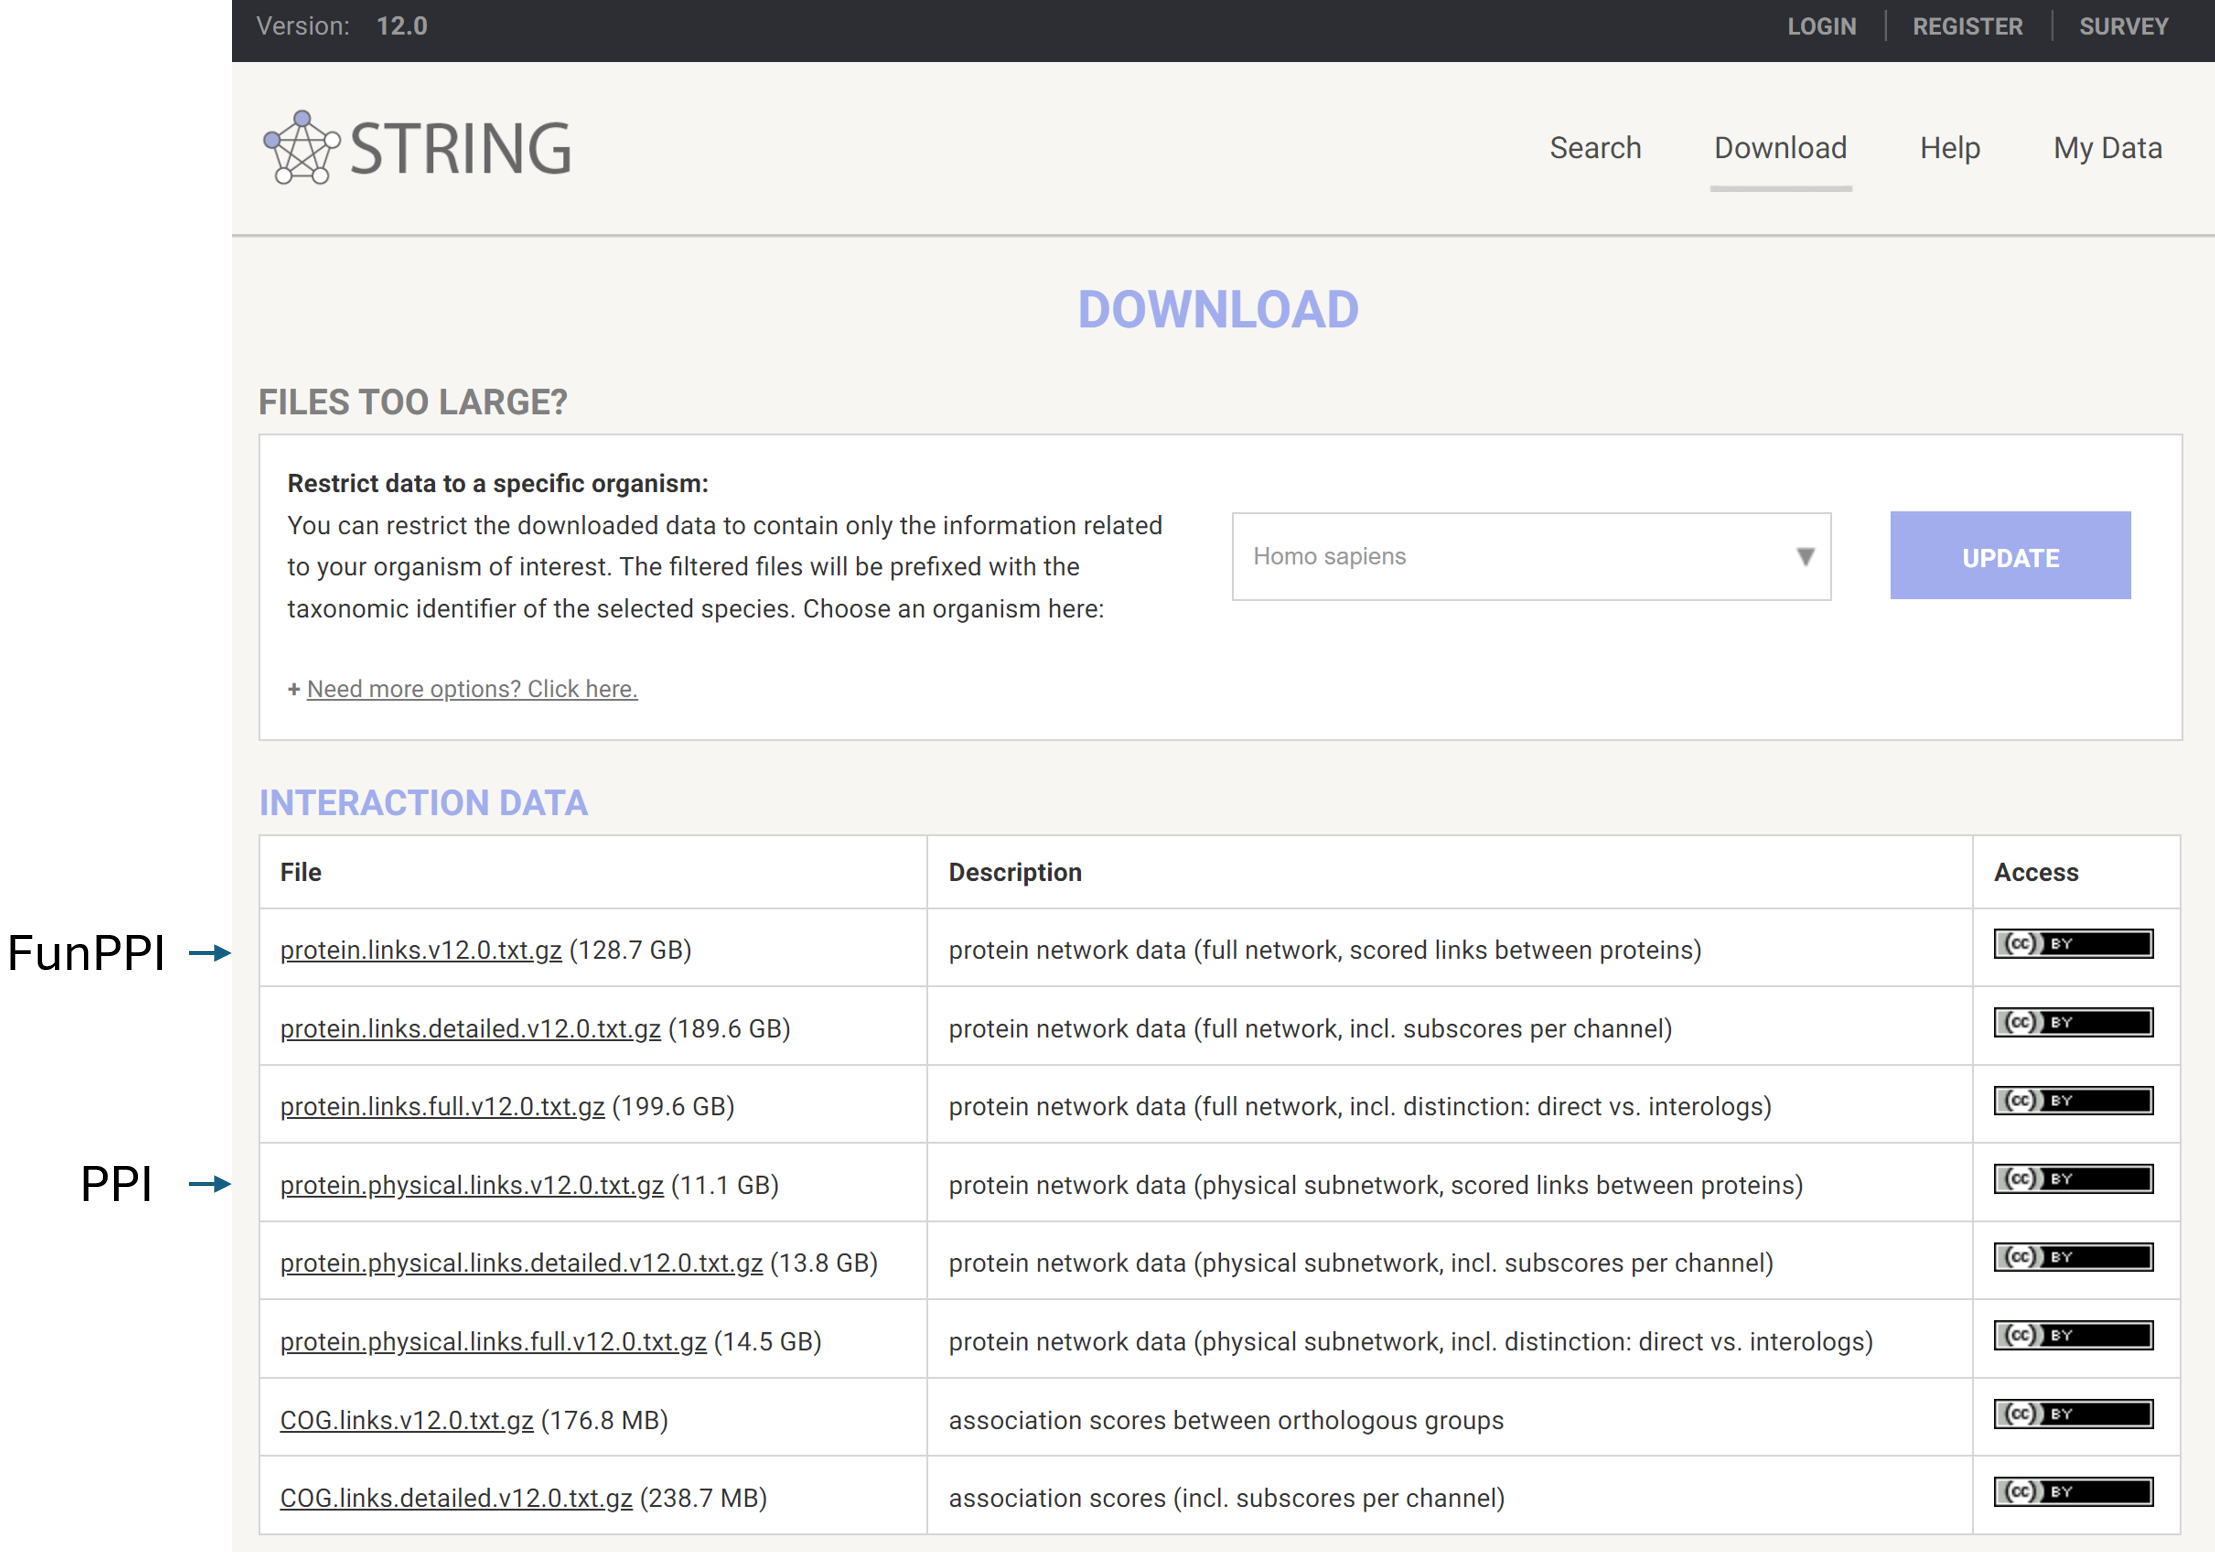 Version: 12.0
LOGIN | REGISTER | SURVEY
STRING
Search Download Help My Data
DOWNLOAD
FILES TOO LARGE?
Restrict data to a specific organism:
You can restrict the downloaded data to contain only the information related
to your organism of interest. The filtered files will be prefixed with the
taxonomic identifier of the selected species. Choose an organism here:
Homo sapiens
UPDATE
+ Need more options? Click here.
INTERACTION DATA
File Description Access
FunPPI protein.links.v12.0.txt.gz (128.7 GB) protein network data (full network, scored links between proteins) (cc) BY
protein.links.detailed.v12.0.txt.gz (189.6 GB) protein network data (full network, incl. subscores per channel) (cc) BY
protein.links.full.v12.0.txt.gz (199.6 GB) protein network data (full network, incl. distinction: direct vs. interologs) (cc) BY
PPI protein.physical.links.v12.0.txt.gz (11.1 GB) protein network data (physical subnetwork, scored links between proteins) (cc) BY
protein.physical.links.detailed.v12.0.txt.gz (13.8 GB) protein network data (physical subnetwork, incl. subscores per channel) (cc) BY
protein.physical.links.full.v12.0.txt.gz (14.5 GB) protein network data (physical subnetwork, incl. distinction: direct vs. interologs) (cc) BY
COG.links.v12.0.txt.gz (176.8 MB) association scores between orthologous groups (cc) BY
COG.links.detailed.v12.0.txt.gz (238.7 MB) association scores (incl. subscores per channel) (cc) BY